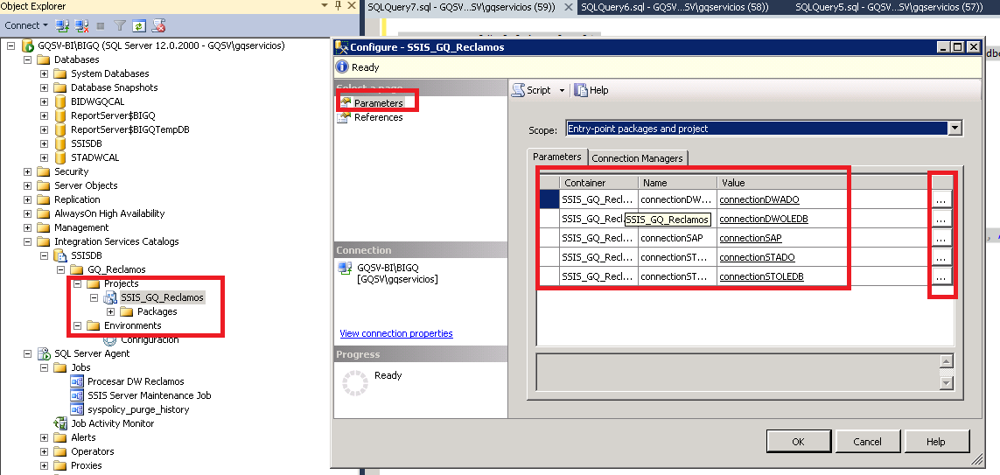 Object Explorer
Connect
GQSV-BI\BIGQ (SQL Server 12.0.2000 - GQSV\gqservicios)
Databases
System Databases
Database Snapshots
BIDWGQCAL
ReportServer$BIGQ
ReportServer$BIGQTempDB
SSISDB
STADWCAL
Security
Server Objects
Replication
AlwaysOn High Availability
Management
Integration Services Catalogs
SSISDB
GQ_Reclamos
Projects
SSIS_GQ_Reclamos
Packages
Environments
Configuracion
SQL Server Agent
Jobs
Procesar DW Reclamos
SSIS Server Maintenance Job
syspolicy_purge_history
Job Activity Monitor
Alerts
Operators
Proxies
SQLQuery7.sql - GQSV...SV\gqservicios (59))
SQLQuery6.sql - GQSV...SV\gqservicios (58))
SQLQuery5.sql - GQSV...SV\gqservicios (57))
Configure - SSIS_GQ_Reclamos
Ready
Select a page
Parameters
References
Connection
GQSV-BI\BIGQ
[GQSV\gqservicios]
View connection properties
Progress
Ready
Script Help
Scope: Entry-point packages and project
Parameters Connection Managers
Container Name Value
SSIS_GQ_Recl... connectionDW... connectionDWADO ...
SSIS_GQ_Recl SSIS_GQ_Reclamos connectionDWOLEDB ...
SSIS_GQ_Recl... connectionSAP connectionSAP ...
SSIS_GQ_Recl... connectionST... connectionSTADO ...
SSIS_GQ_Recl... connectionST... connectionSTOLEDB ...
OK Cancel Help
dbo